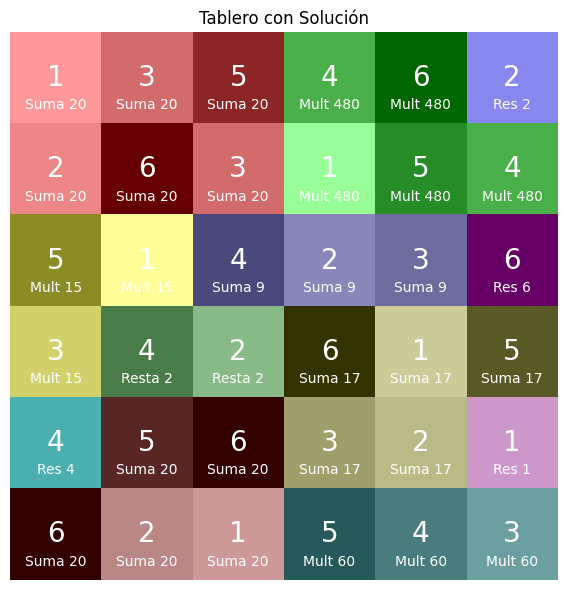 Tablero con Solución
1 3 5 4 6 2
Suma 20 Suma 20 Suma 20 Mult 480 Mult 480 Res 2
2 6 3 1 5 4
Suma 20 Suma 20 Suma 20 Mult 480 Mult 480 Mult 480
5 1 4 2 3 6
Mult 15 Mult 15 Suma 9 Suma 9 Suma 9 Res 6
3 4 2 6 1 5
Mult 15 Resta 2 Resta 2 Suma 17 Suma 17 Suma 17
4 5 6 3 2 1
Res 4 Suma 20 Suma 20 Suma 17 Suma 17 Res 1
6 2 1 5 4 3
Suma 20 Suma 20 Suma 20 Mult 60 Mult 60 Mult 60